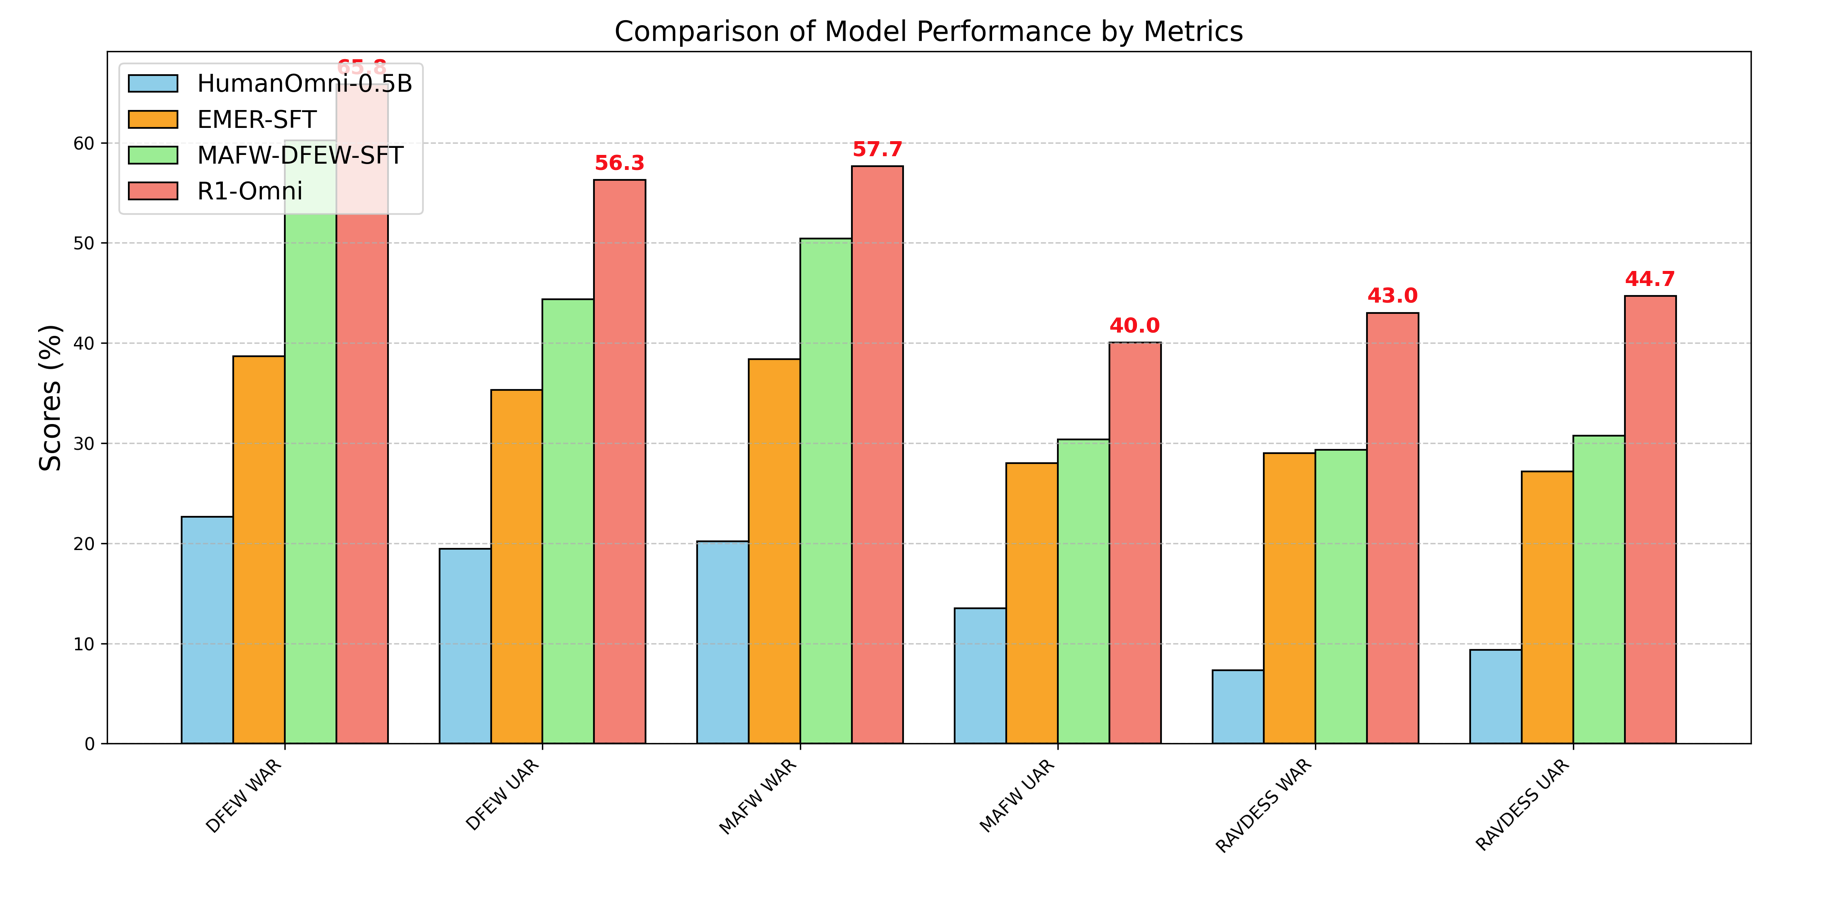 Comparison of Model Performance by Metrics
65.8
HumanOmni-0.5B
EMER-SFT
MAFW-DFEW-SFT
R1-Omni
56.3
57.7
40.0
43.0
44.7
Scores (%)
60
50
40
30
20
10
0
DFEW WAR
DFEW UAR
MAFW WAR
MAFW UAR
RAVDESS WAR
RAVDESS UAR